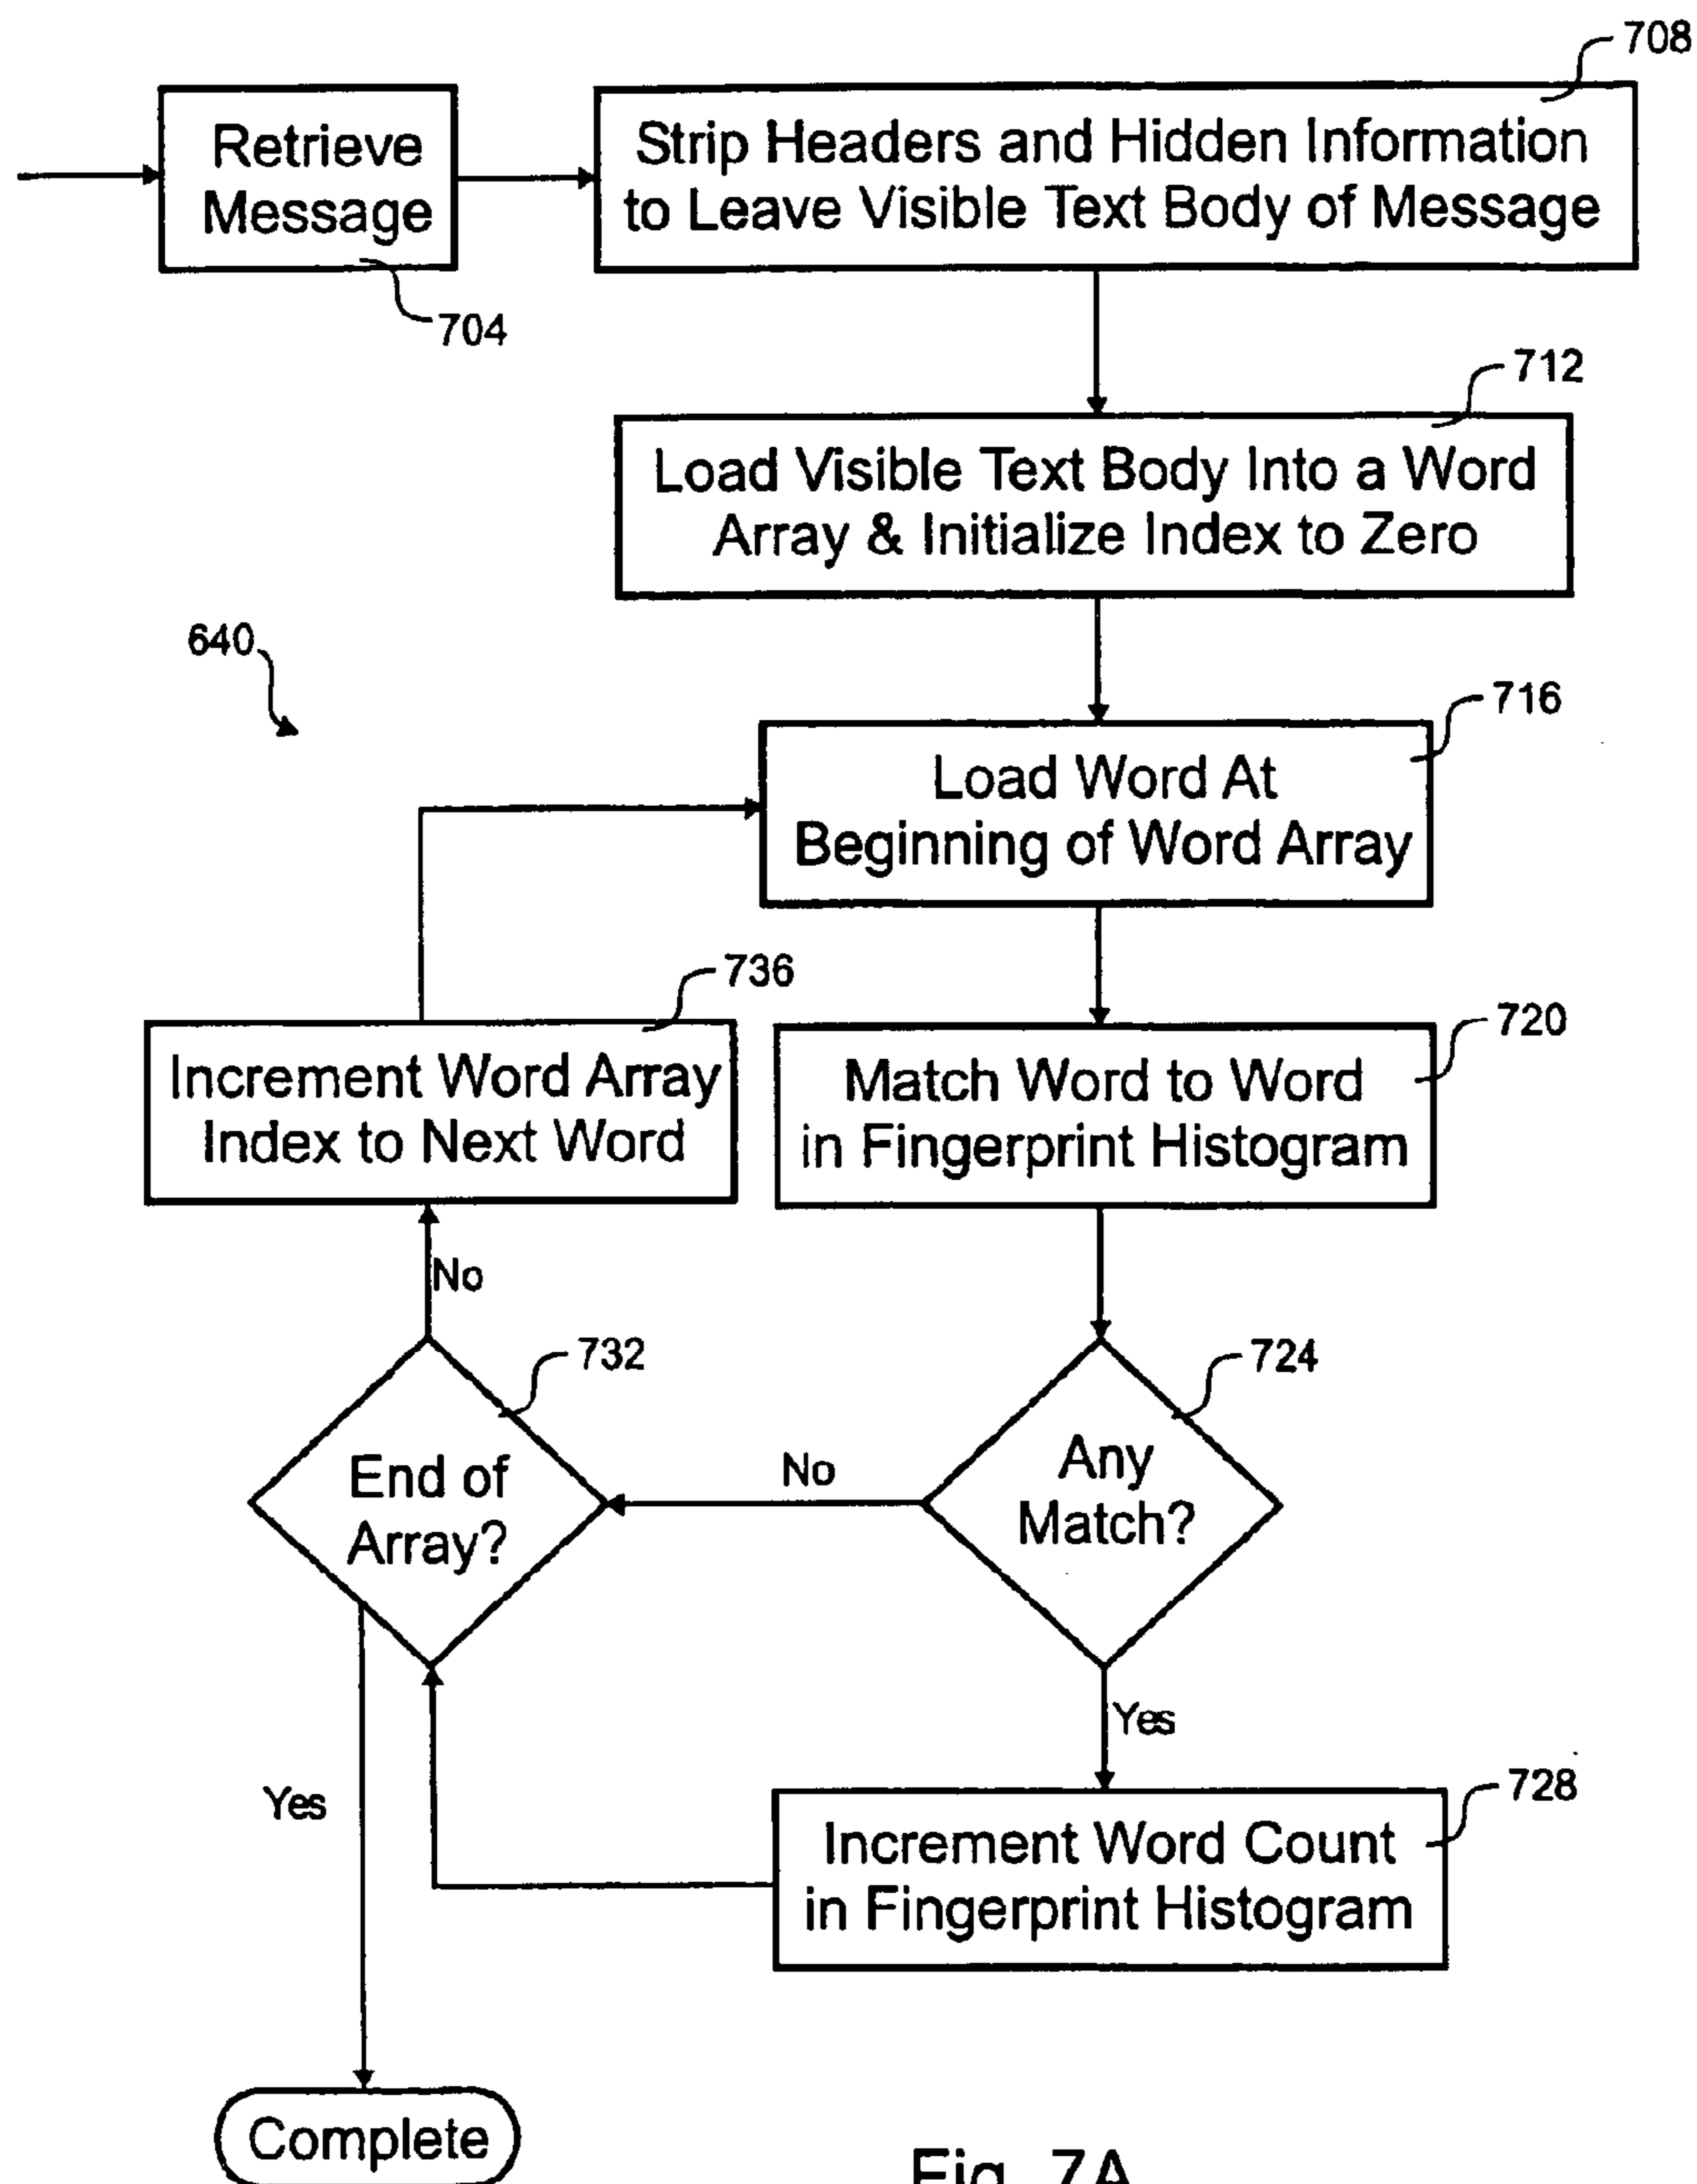 708
Retrieve
Message
Strip Headers and Hidden Information
to Leave Visible Text Body of Message
704
712
Load Visible Text Body Into a Word
Array & Initialize Index to Zero
640
716
Load Word At
Beginning of Word Array
736
720
Increment Word Array
Index to Next Word
Match Word to Word
in Fingerprint Histogram
No
732
724
End of
Array?
No
Any
Match?
Yes
Yes
728
Increment Word Count
in Fingerprint Histogram
Complete
Fig. 7A